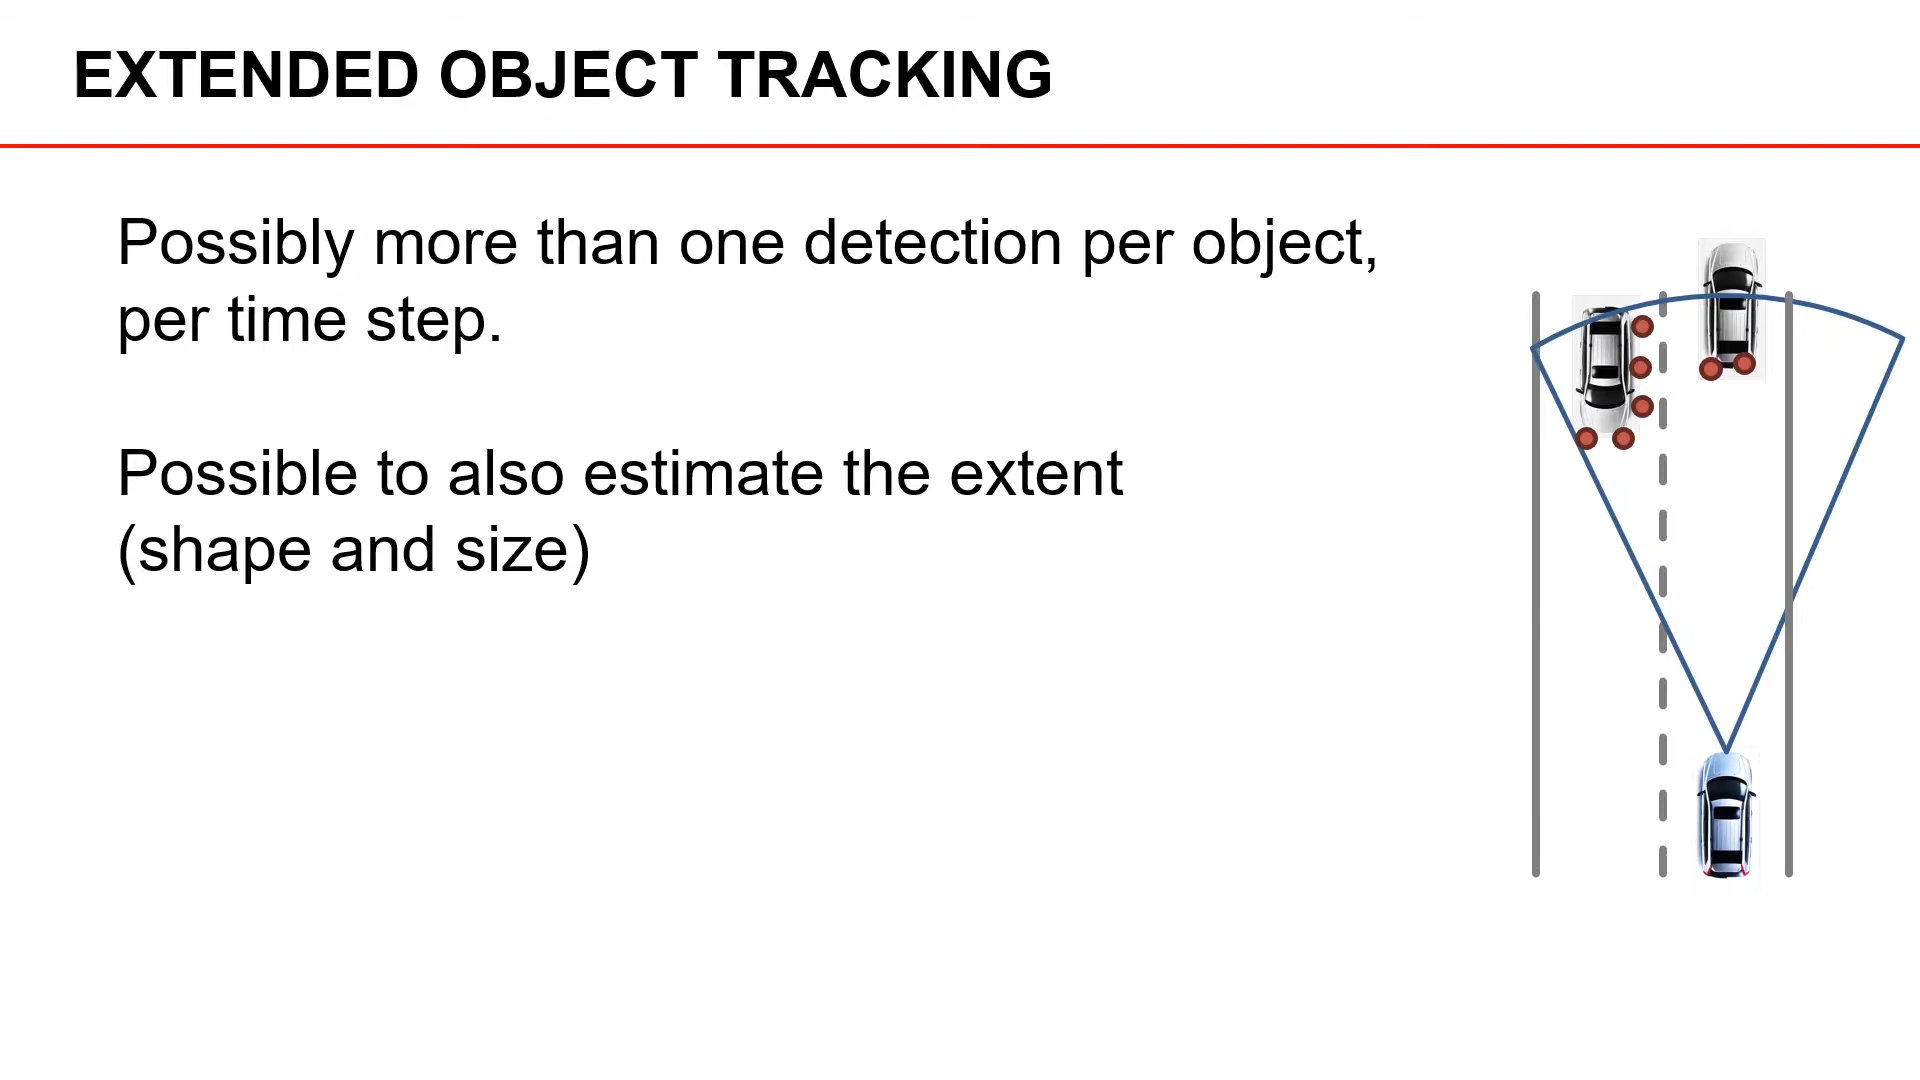 EXTENDED OBJECT TRACKING
Possibly more than one detection per object,
per time step.
Possible to also estimate the extent
(shape and size)